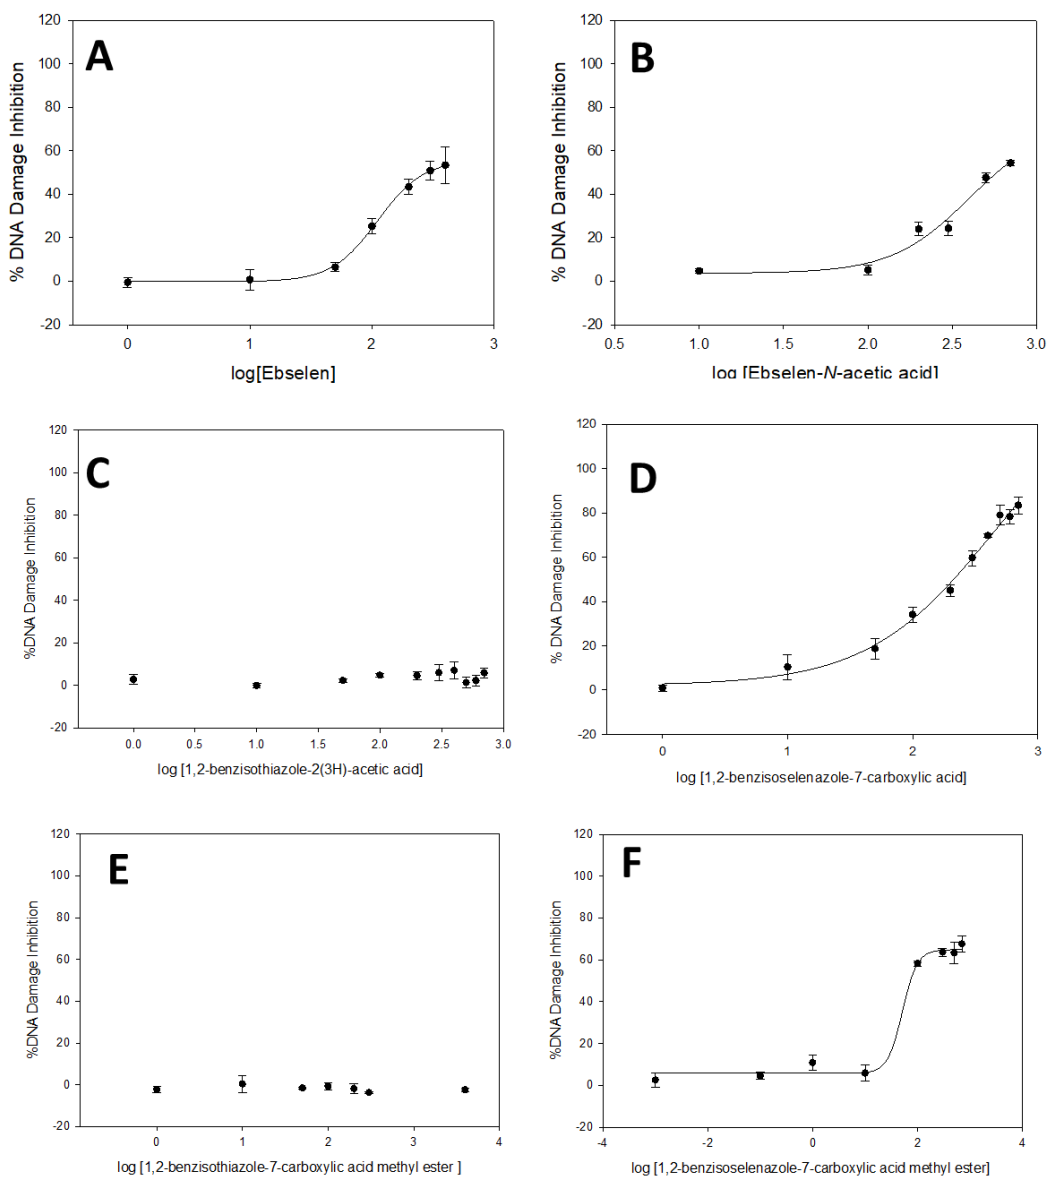 A
% DNA Damage Inhibition
120
100
80
60
40
20
0
-20
0 1 2 3
log[Ebselen]
B
% DNA Damage Inhibition
120
100
80
60
40
20
0
-20
0.5 1.0 1.5 2.0 2.5 3.0
log [Ebselen-N-acetic acid]
C
%DNA Damage Inhibition
120
100
80
60
40
20
0
-20
0.0 0.5 1.0 1.5 2.0 2.5 3.0
log [1,2-benzisothiazole-2(3H)-acetic acid]
D
% DNA Damage Inhibition
120
100
80
60
40
20
0
-20
0 1 2 3
log [1,2-benzisoselenazole-7-carboxylic acid]
E
%DNA Damage Inhibition
120
100
80
60
40
20
0
-20
0 1 2 3 4
log [1,2-benzisothiazole-7-carboxylic acid methyl ester ]
F
%DNA Damage Inhibition
120
100
80
60
40
20
0
-20
-4 -2 0 2 4
log [1,2-benzisoselenazole-7-carboxylic acid methyl ester]